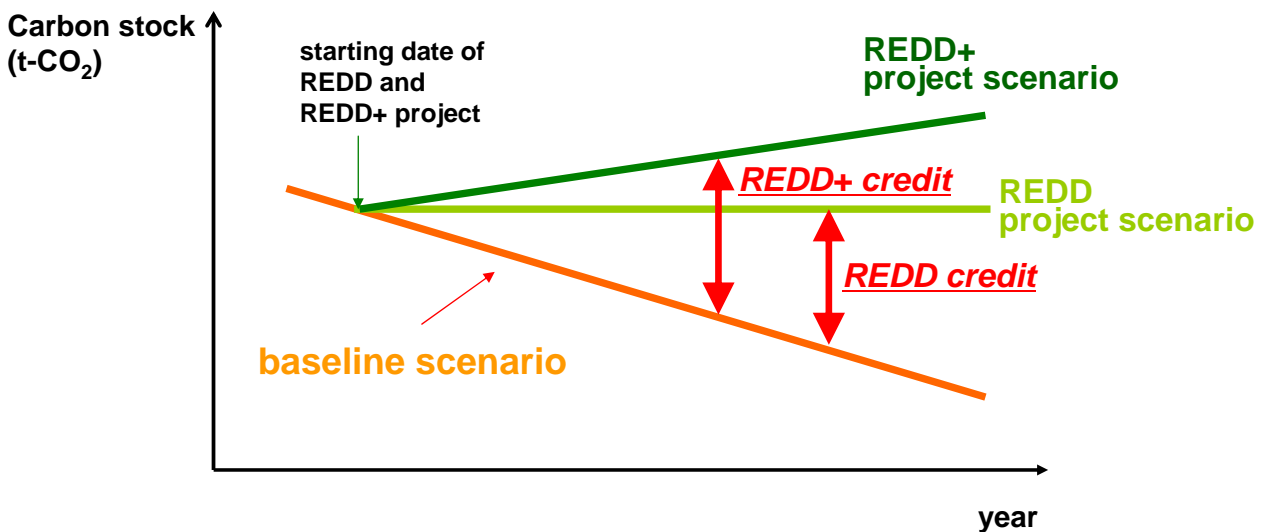 Carbon stock
(t-CO₂)
starting date of
REDD and
REDD+ project
REDD+
project scenario
REDD+ credit
REDD
project scenario
REDD credit
baseline scenario
year